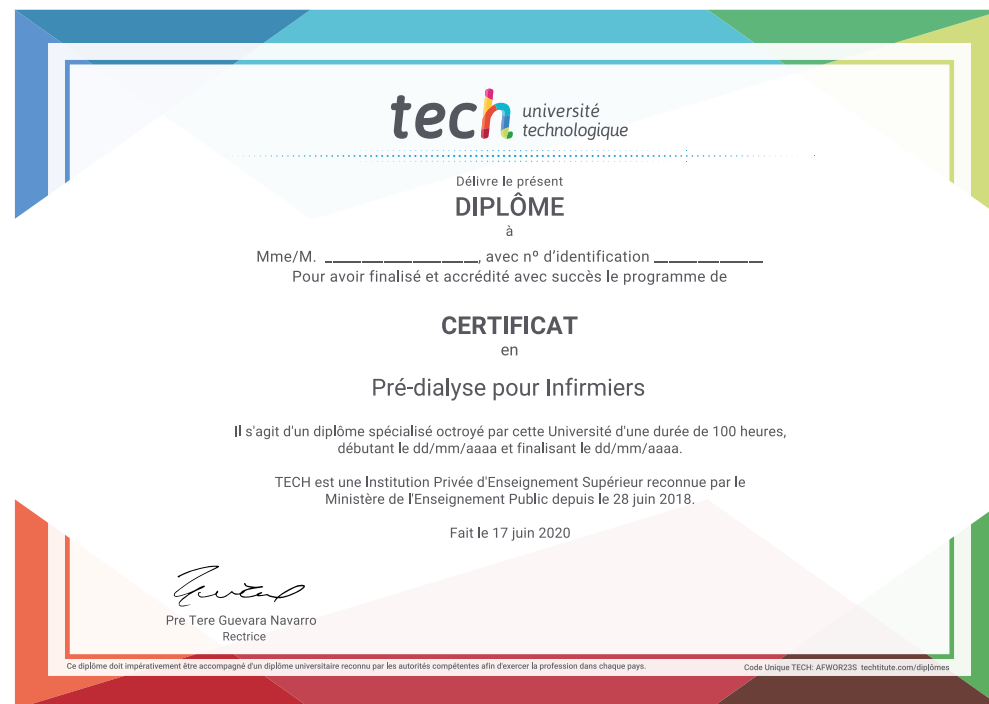 tech université
technologique
Délivre le présent
DIPLÔME
à
Mme/M. __________________, avec nº d'identification _____________
Pour avoir finalisé et accrédité avec succès le programme de
CERTIFICAT
en
Pré-dialyse pour Infirmiers
Il s'agit d'un diplôme spécialisé octroyé par cette Université d'une durée de 100 heures,
débutant le dd/mm/aaaa et finalisant le dd/mm/aaaa.
TECH est une Institution Privée d'Enseignement Supérieur reconnue par le
Ministère de l'Enseignement Public depuis le 28 juin 2018.
Fait le 17 juin 2020
Pre Tere Guevara Navarro
Rectrice
Ce diplôme doit impérativement être accompagné d'un diplôme universitaire reconnu par les autorités compétentes afin d'exercer la profession dans chaque pays.
Code Unique TECH: AFWOR23S techtitute.com/diplômes